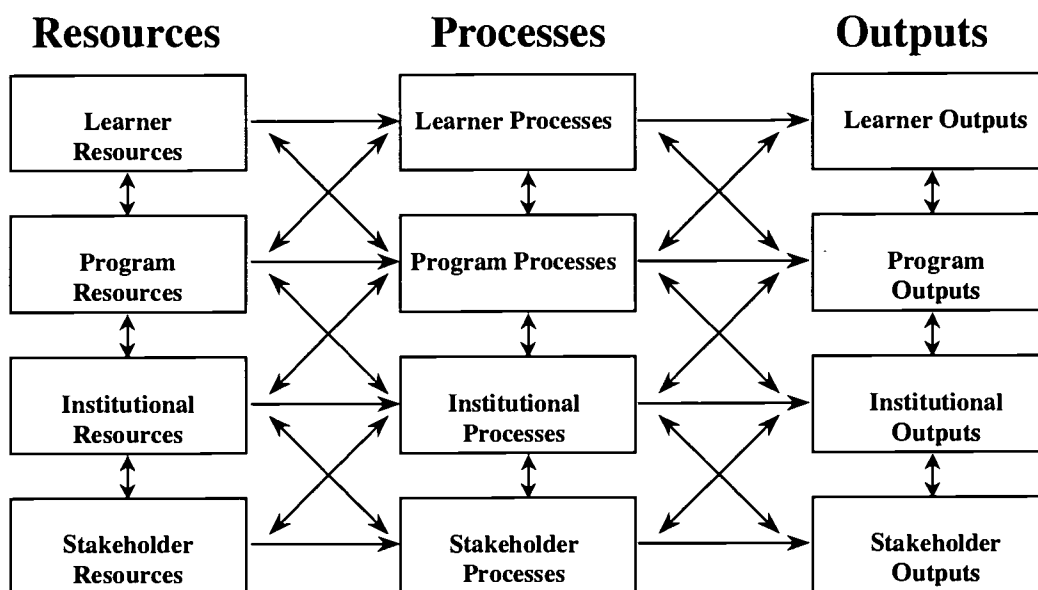 Resources Processes Outputs
Learner
Resources
Learner Processes
Learner Outputs
Program
Resources
Program Processes
Program
Outputs
Institutional
Resources
Institutional
Processes
Institutional
Outputs
Stakeholder
Resources
Stakeholder
Processes
Stakeholder
Outputs